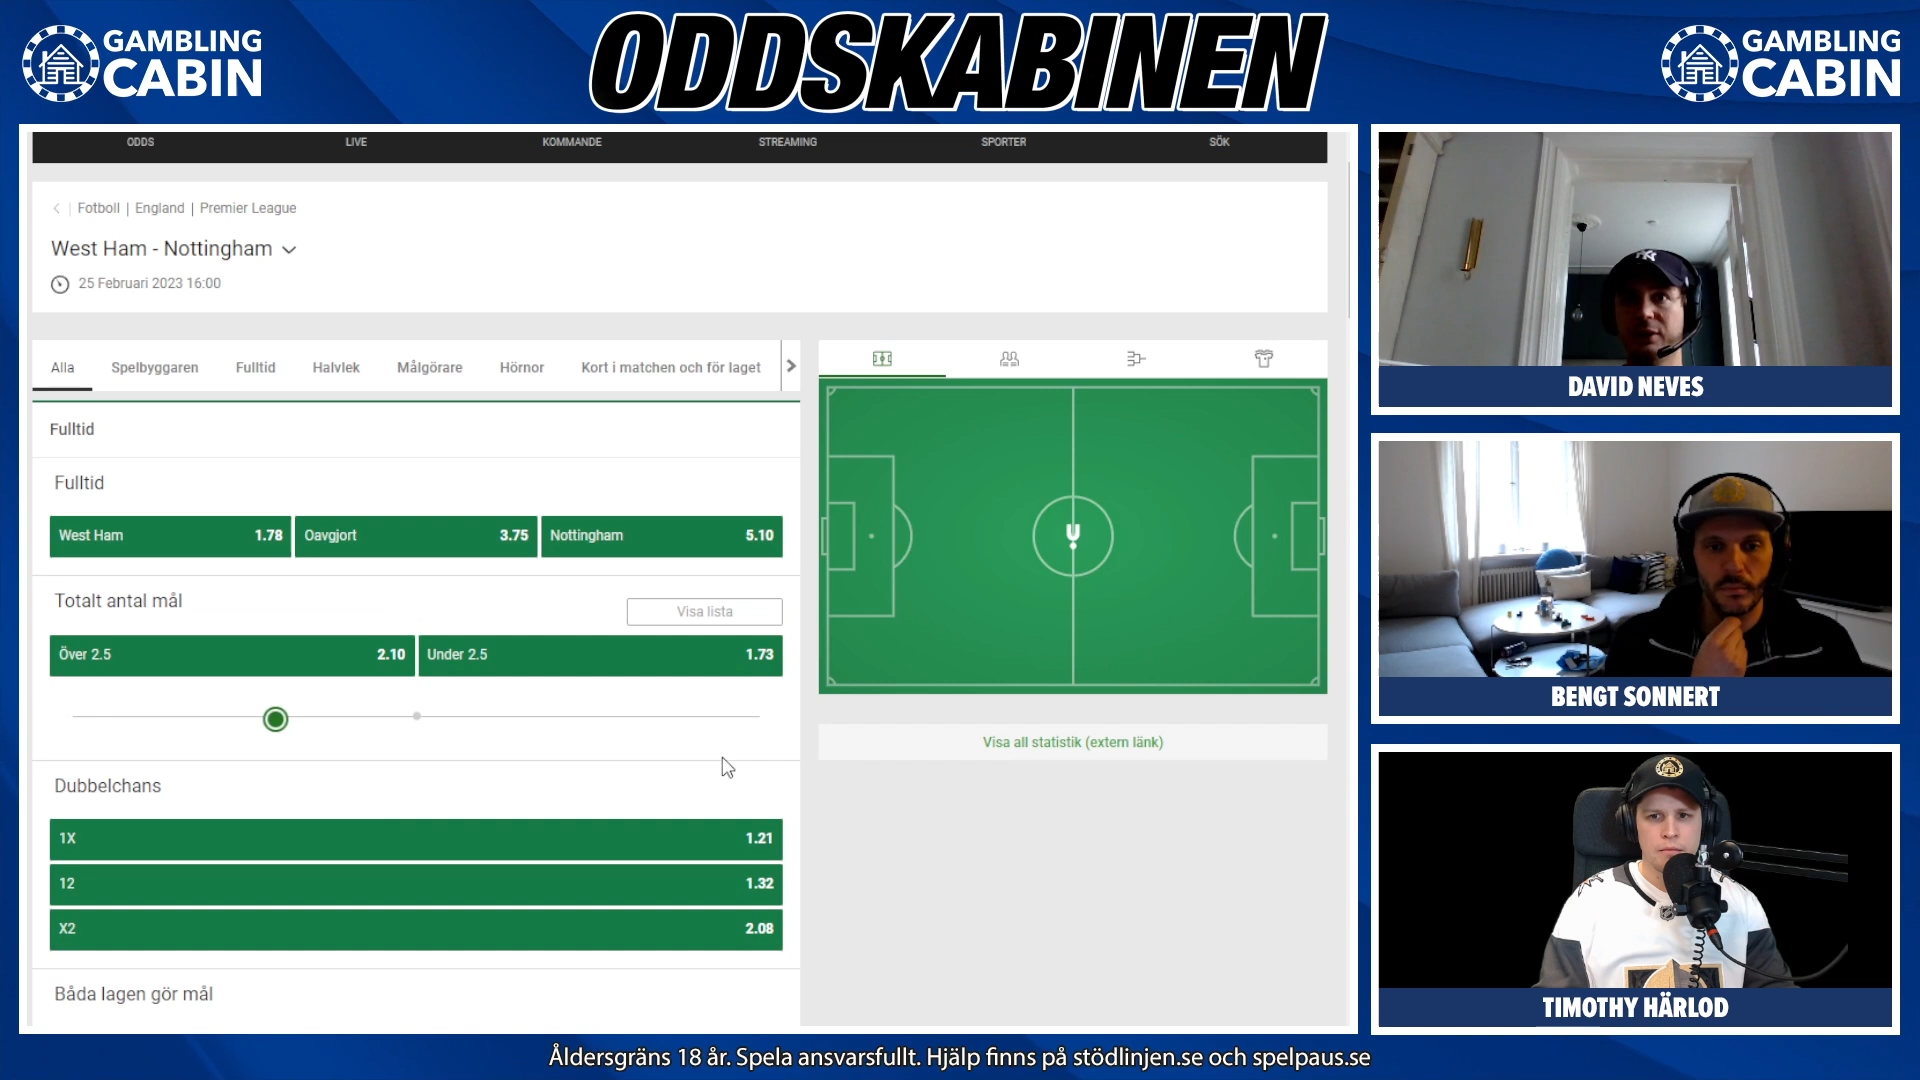 GAMBLING
CABIN
ODDSKABINEN
GAMBLING
CABIN
ODDS LIVE KOMMANDE STREAMING SPORTER SÖK
Fotboll | England | Premier League
West Ham - Nottingham
25 Februari 2023 16:00
Alla Spelbyggaren Fulltid Halvlek Målgörare Hörnor Kort i matchen och för laget
Fulltid
Fulltid
West Ham 1.78 Oavgjort 3.75 Nottingham 5.10
Totalt antal mål
Visa lista
Över 2.5 2.10 Under 2.5 1.73
Dubbelchans
1X 1.21
12 1.32
X2 2.08
Båda lagen gör mål
Visa all statistik (extern länk)
DAVID NEVES
BENGT SONNERT
TIMOTHY HÄRLOD
Åldersgräns 18 år. Spela ansvarsfullt. Hjälp finns på stödlinjen.se och spelpaus.se